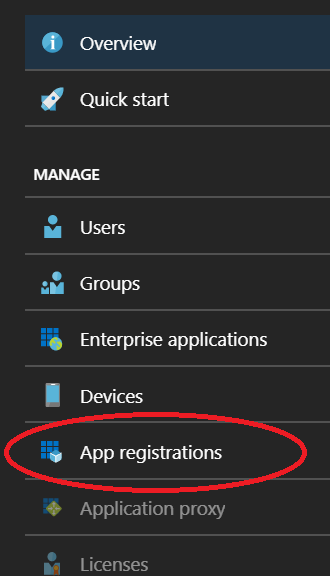 Overview
Quick start
MANAGE
Users
Groups
Enterprise applications
Devices
App registrations
Application proxy
Licenses